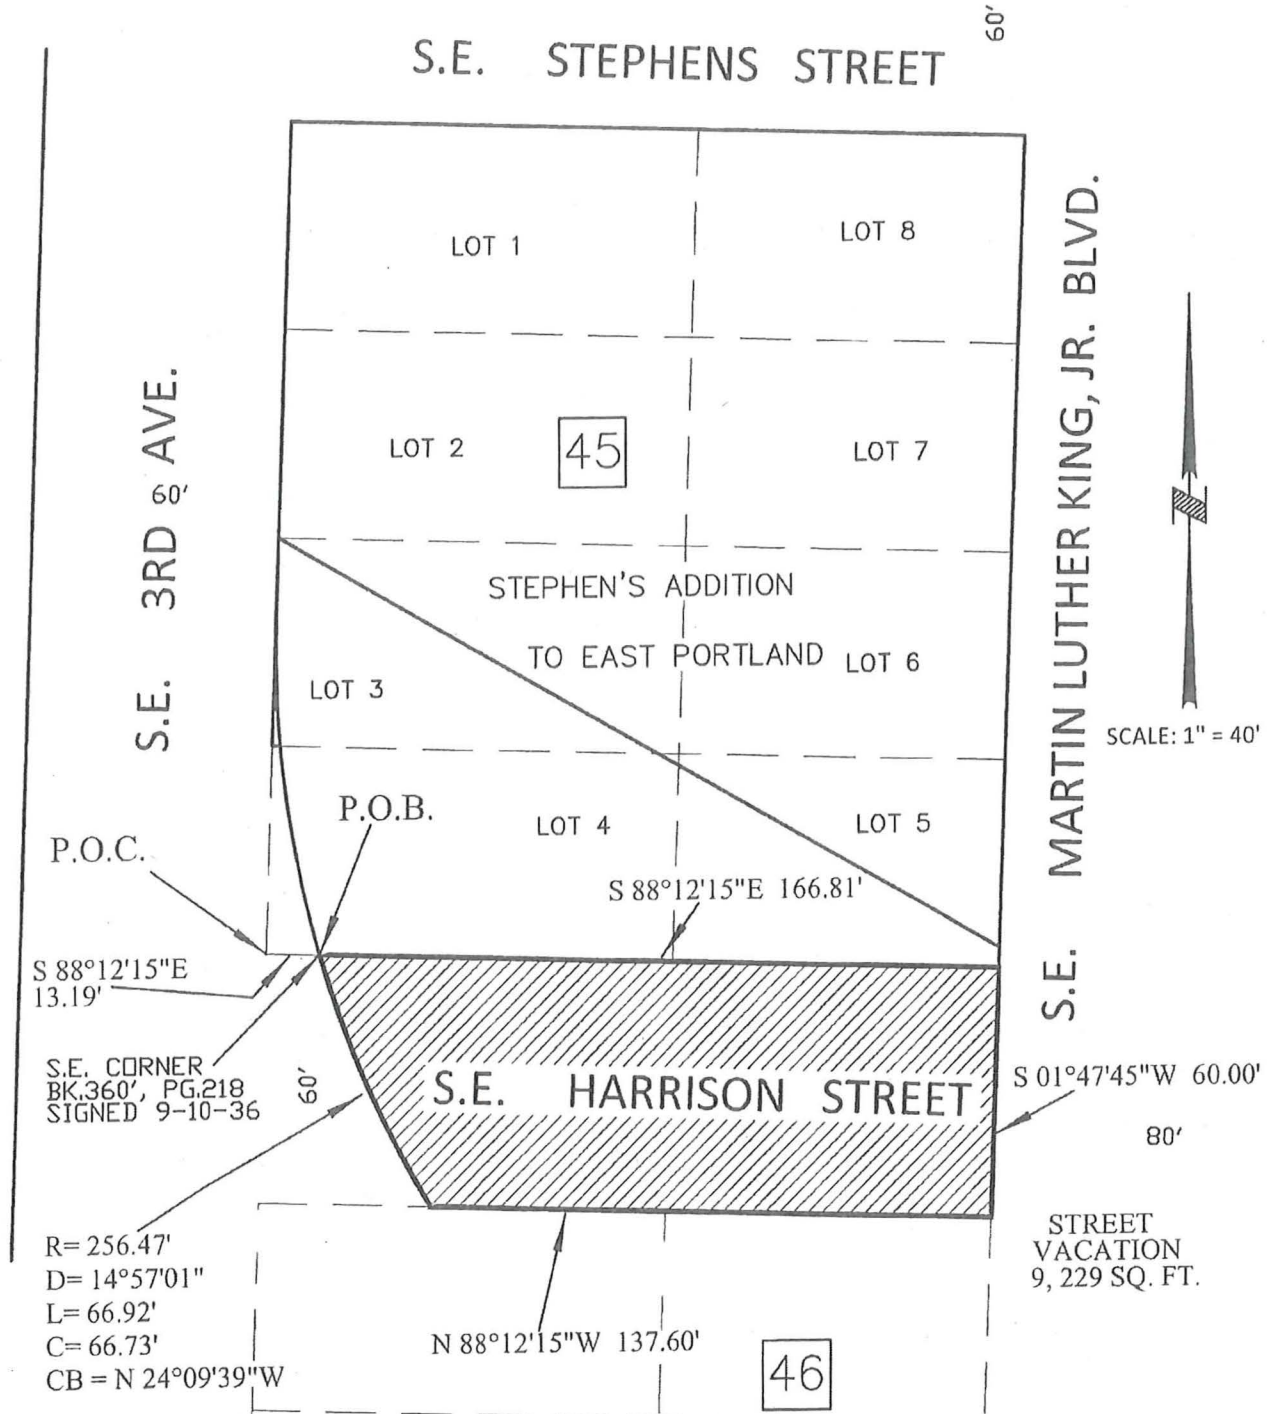 60'
S.E. STEPHENS STREET
LOT 1
LOT 8
S.E. 3RD AVE.
60'
S.E. MARTIN LUTHER KING, JR. BLVD.
LOT 2
45
LOT 7
STEPHEN'S ADDITION
TO EAST PORTLAND
LOT 6
LOT 3
SCALE: 1" = 40'
P.O.B.
LOT 4
LOT 5
P.O.C.
S 88°12'15"E 166.81'
S 88°12'15"E
13.19'
S.E. CORNER
BK.360', PG.218
SIGNED 9-10-36
60'
S.E. HARRISON STREET
S 01°47'45"W 60.00'
80'
STREET
VACATION
9, 229 SQ. FT.
R= 256.47'
D= 14°57'01"
L= 66.92'
C= 66.73'
CB = N 24°09'39"W
N 88°12'15"W 137.60'
46